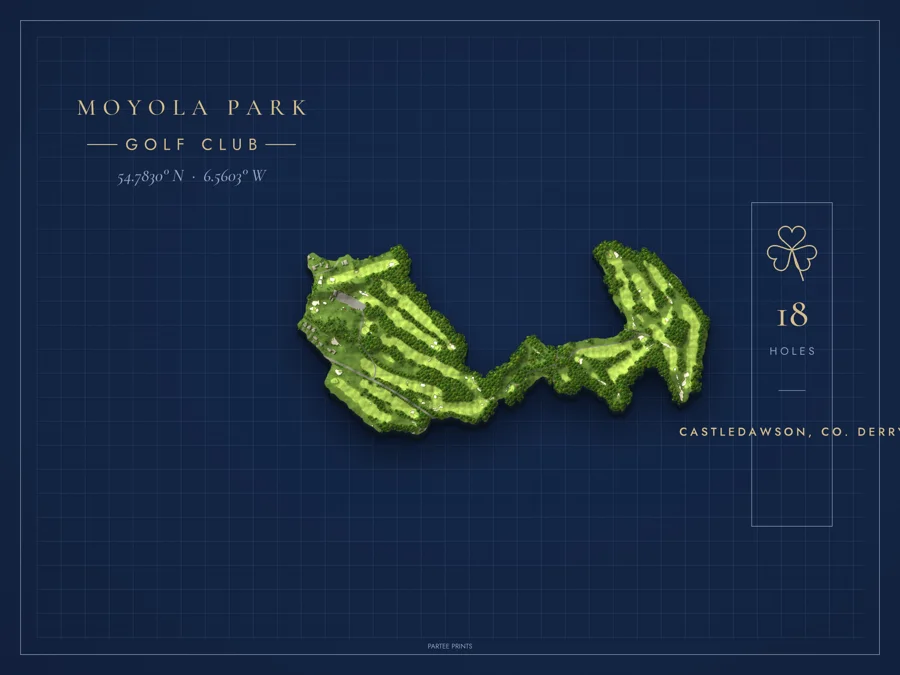 MOYOLA PARK
GOLF CLUB
54.7830° N · 6.5603° W
18
HOLES
CASTLEDAWSON, CO. DERRY
PARTEE PRINTS